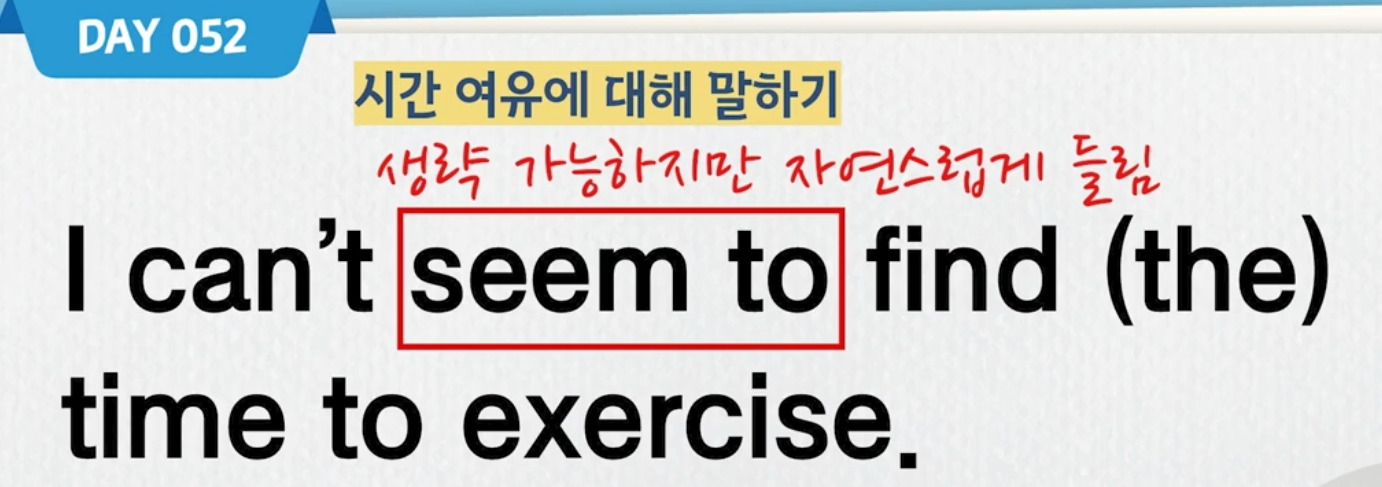 DAY 052
시간 여유에 대해 말하기
생략 가능하지만 자연스럽게 들림
I can't seem to find (the)
time to exercise.